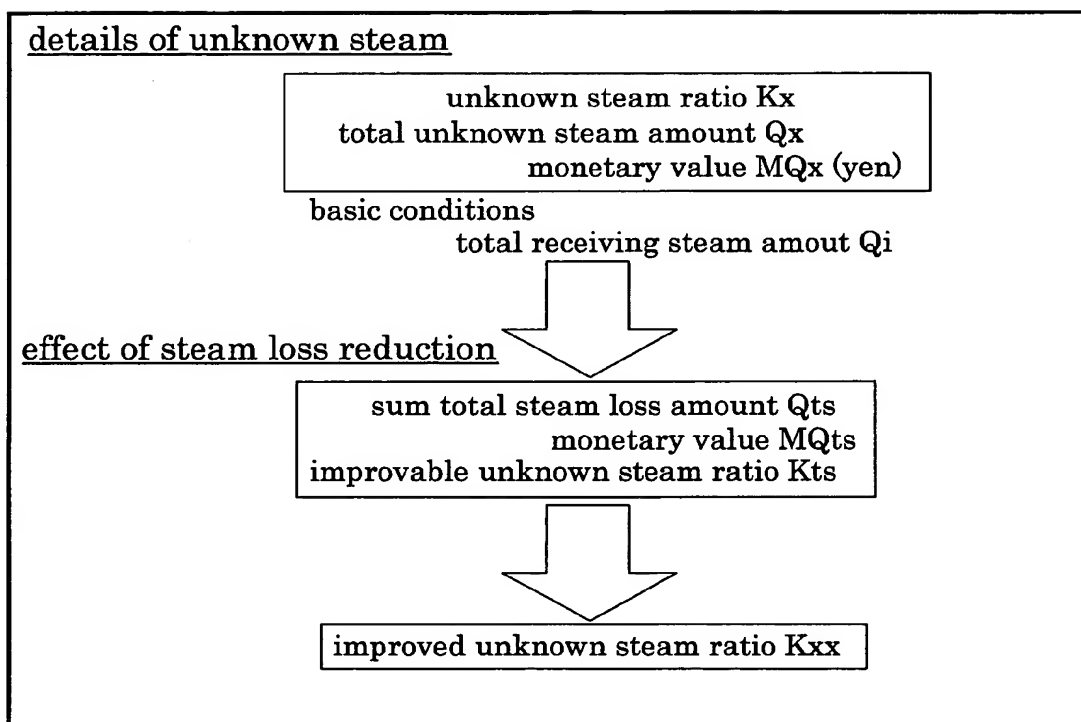 details of unknown steam
unknown steam ratio Kx
total unknown steam amount Qx
monetary value MQx (yen)
basic conditions
total receiving steam amout Qi
effect of steam loss reduction
sum total steam loss amount Qts
monetary value MQts
improvable unknown steam ratio Kts
improved unknown steam ratio Kxx